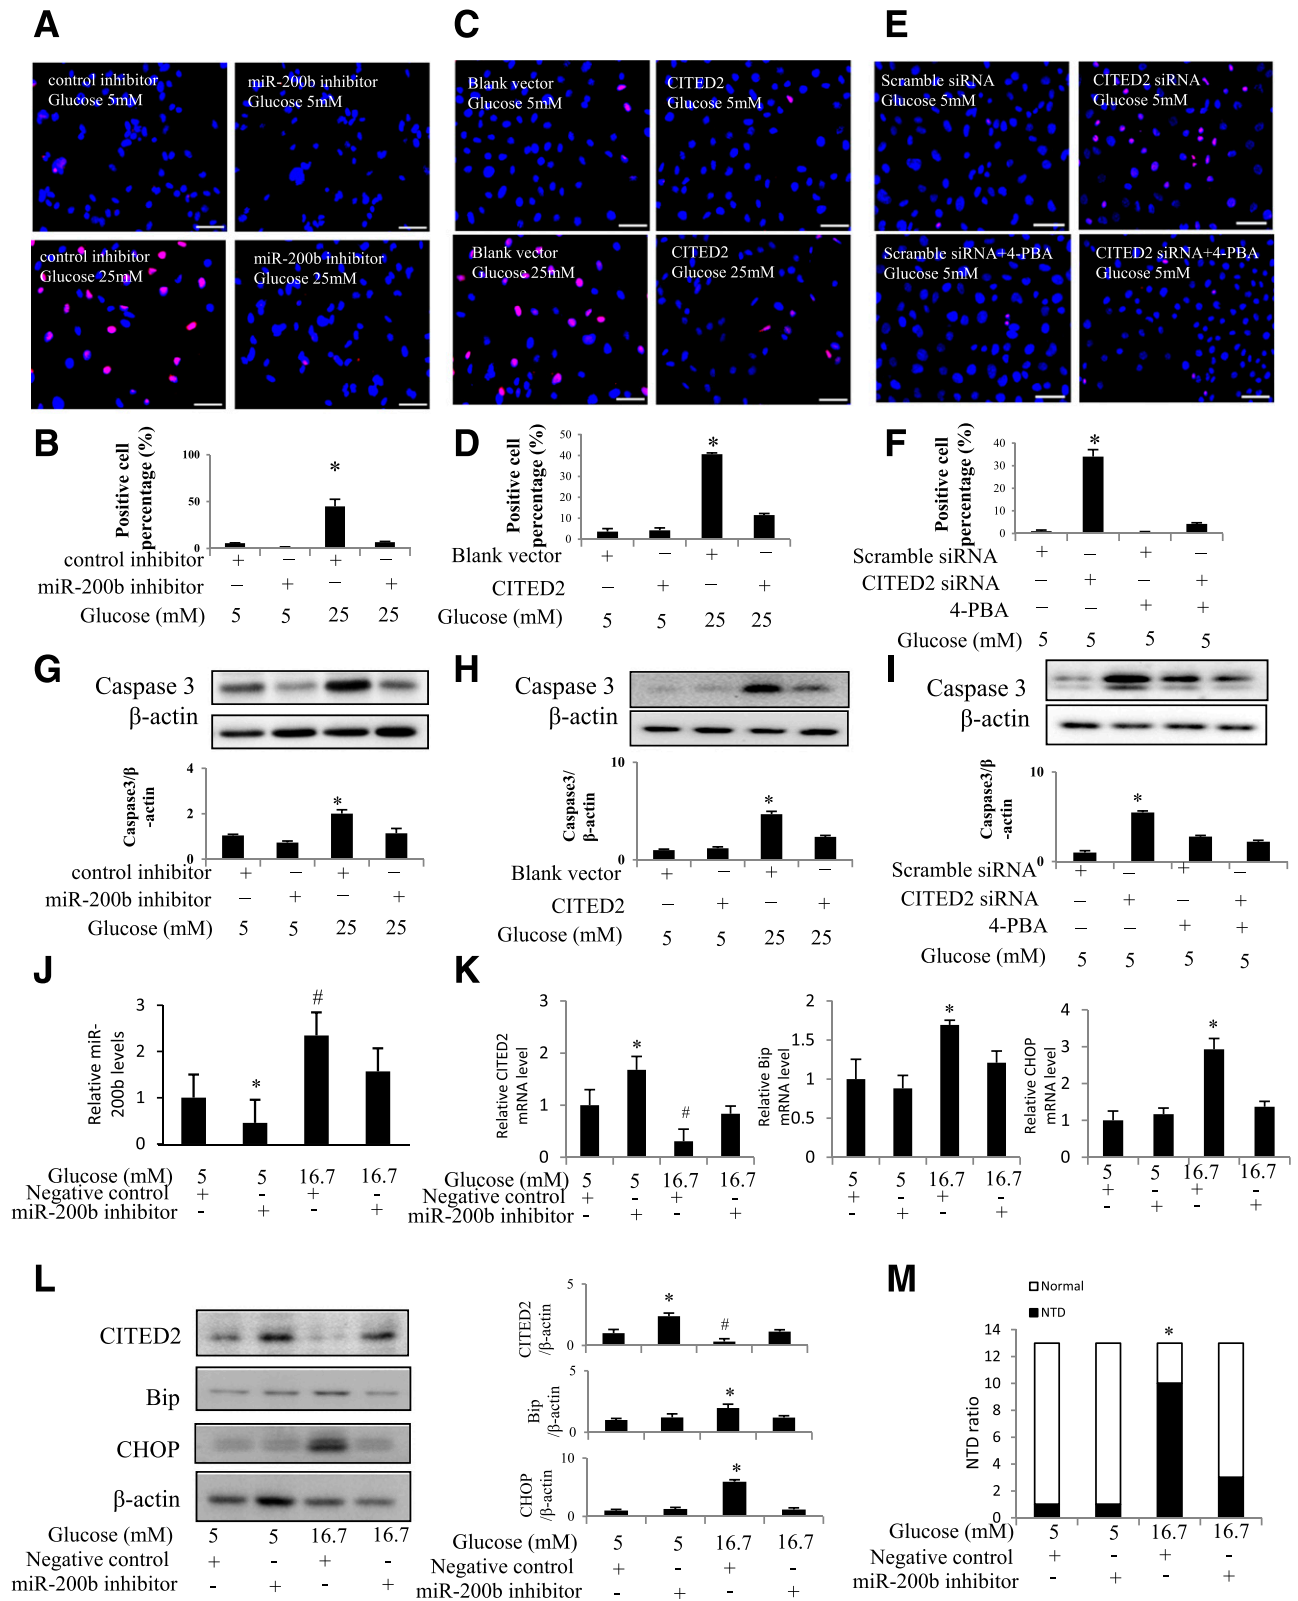 A
C
E
control inhibitor
Glucose 5mM
miR-200b inhibitor
Glucose 5mM
Blank vector
Glucose 5mM
CITED2
Glucose 5mM
Scramble siRNA
Glucose 5mM
CITED2 siRNA
Glucose 5mM
control inhibitor
Glucose 25mM
miR-200b inhibitor
Glucose 25mM
Blank vector
Glucose 25mM
CITED2
Glucose 25mM
Scramble siRNA+4-PBA
Glucose 5mM
CITED2 siRNA+4-PBA
Glucose 5mM
B
Positive cell
percentage (%)
100
50
0
*
control inhibitor + − + −
miR-200b inhibitor − + − +
Glucose (mM) 5 5 25 25
D
Positive cell
percentage (%)
50
40
30
20
10
0
*
Blank vector + − + −
CITED2 − + − +
Glucose (mM) 5 5 25 25
F
Positive cell
percentage (%)
40
30
20
10
0
*
Scramble siRNA + − + −
CITED2 siRNA − + − +
4-PBA − − + +
Glucose (mM) 5 5 5 5
G
Caspase 3
β-actin
Caspase3/β
-actin
4
2
0
*
control inhibitor + − + −
miR-200b inhibitor − + − +
Glucose (mM) 5 5 25 25
H
Caspase 3
β-actin
Caspase3/
β-actin
10
0
*
Blank vector + − + −
CITED2 − + − +
Glucose (mM) 5 5 25 25
I
Caspase 3
β-actin
Caspase3/β
-actin
10
0
*
Scramble siRNA + − + −
CITED2 siRNA − + − +
4-PBA − − + +
Glucose (mM) 5 5 5 5
J
Relative miR-
200b levels
3
2
1
0
*
#
Glucose (mM) 5 5 16.7 16.7
Negative control + - + -
miR-200b inhibitor - + - +
K
Relative CITED2
mRNA level
3
2
1
0
*
#
Glucose (mM) 5 5 16.7 16.7
Negative control + - + -
miR-200b inhibitor - + - +
Relative Bip
mRNA level
2
1.5
1
0.5
0
*
5 5 16.7 16.7
+ - + -
- + - +
Relative CHOP
mRNA level
4
3
2
1
0
*
5 5 16.7 16.7
+ - + -
- + - +
L
CITED2
Bip
CHOP
β-actin
Glucose (mM) 5 5 16.7 16.7
Negative control + - + -
miR-200b inhibitor - + - +
CITED2
/β-actin
5
0
*
#
Bip
/β-actin
5
0
*
CHOP
/β-actin
10
0
*
Glucose (mM) 5 5 16.7 16.7
Negative control + - + -
miR-200b inhibitor - + - +
M
Normal
NTD
NTD ratio
14
12
10
8
6
4
2
0
*
Glucose (mM) 5 5 16.7 16.7
Negative control + - + -
miR-200b inhibitor - + - +